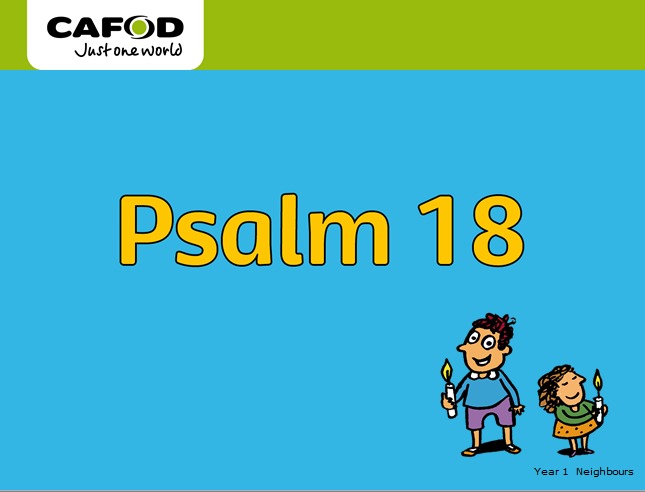 CAFOD
Just one world
Psalm 18
Year 1 Neighbours